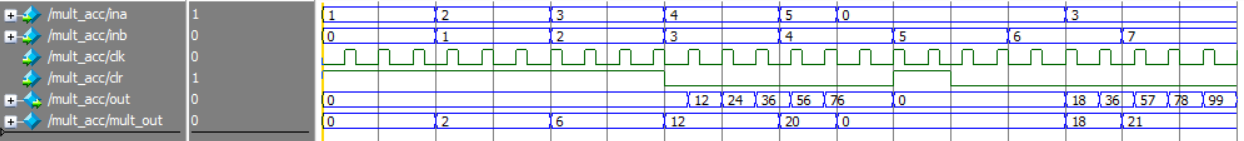 /mult_acc/ina 1 1 2 3 4 5 0 3
/mult_acc/inb 0 0 1 2 3 4 5 6 7
/mult_acc/clk 0
/mult_acc/clr 1
/mult_acc/out 0 0 12 24 36 56 76 0 18 36 57 78 99
/mult_acc/mult_out 0 0 2 6 12 20 0 18 21